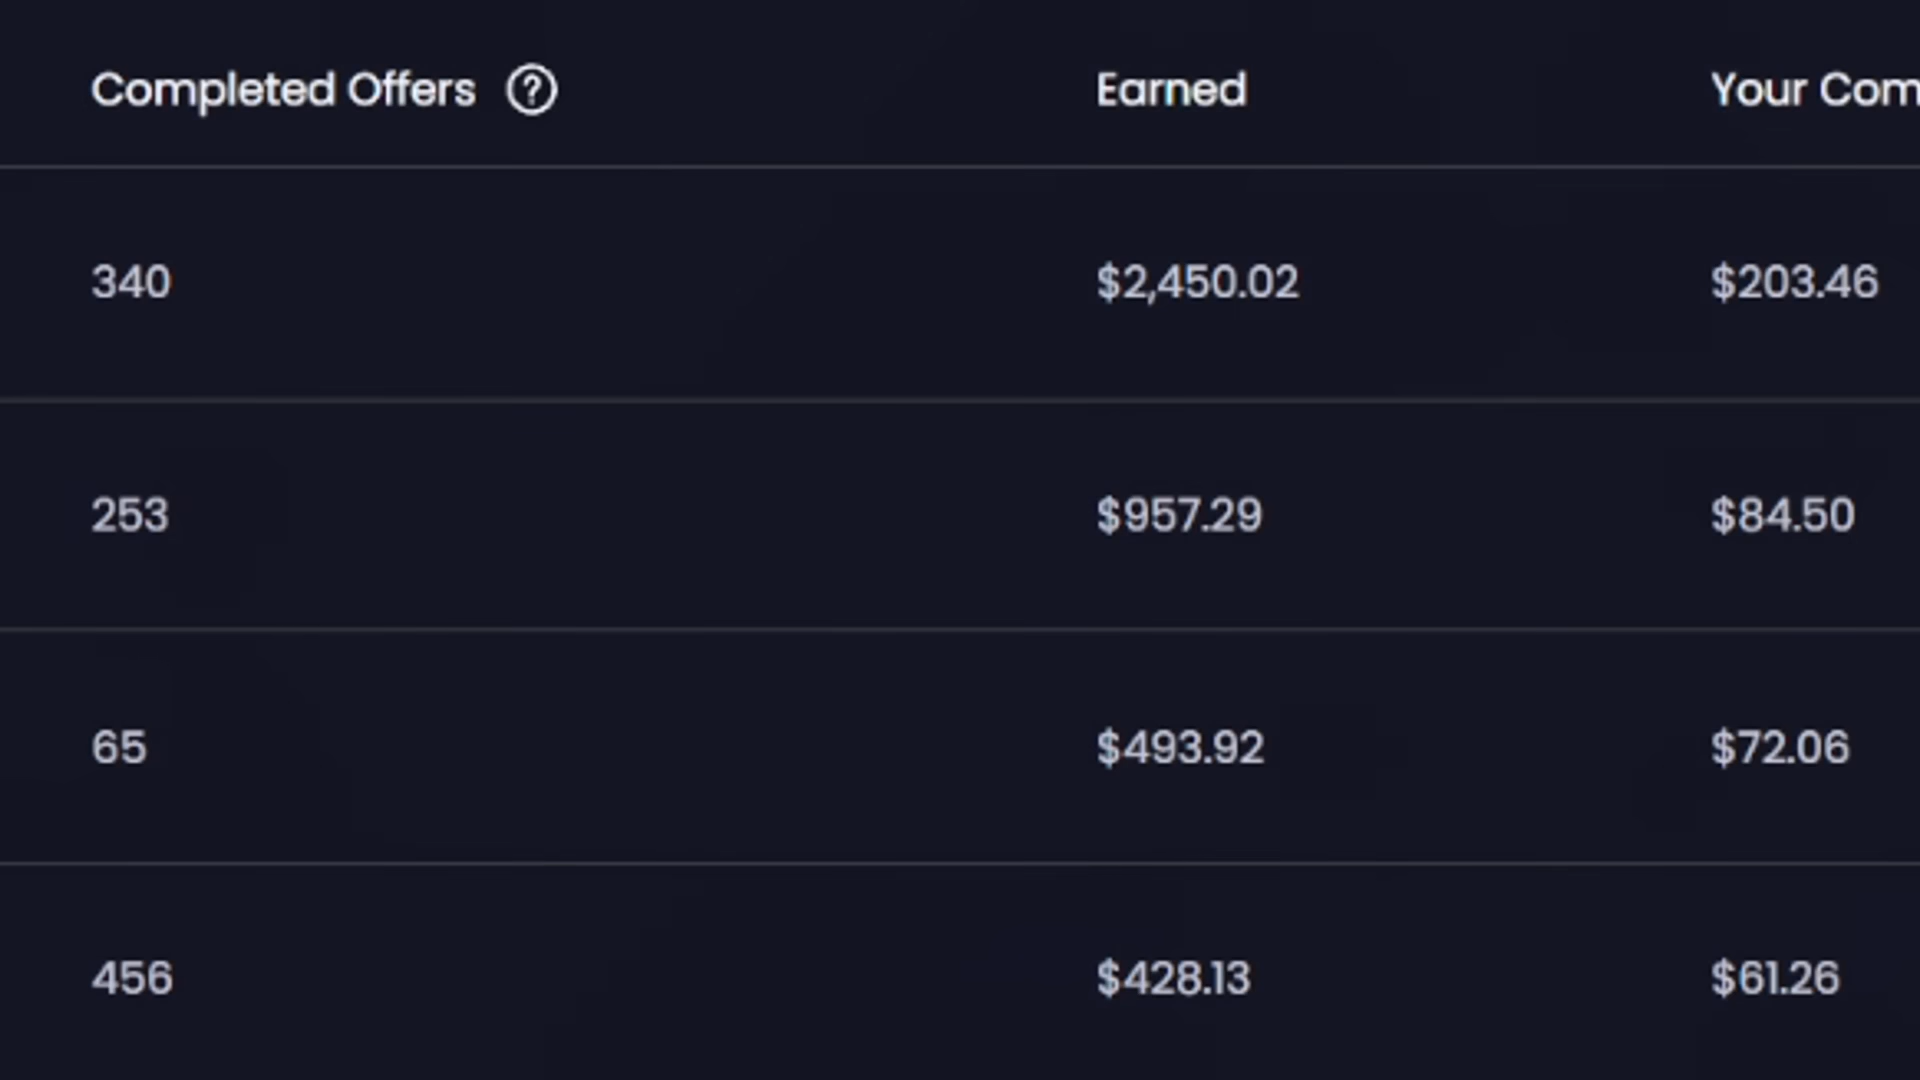 Completed Offers ? Earned Your Com
340 $2,450.02 $203.46
253 $957.29 $84.50
65 $493.92 $72.06
456 $428.13 $61.26